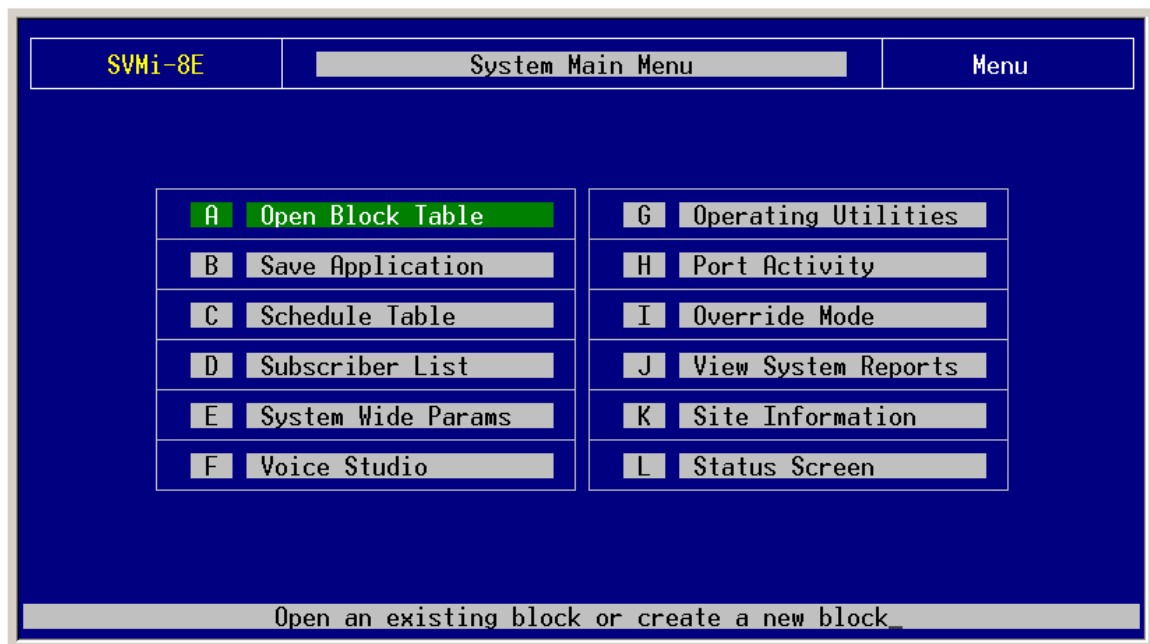 SVMi-8E System Main Menu Menu
A Open Block Table G Operating Utilities
B Save Application H Port Activity
C Schedule Table I Override Mode
D Subscriber List J View System Reports
E System Wide Params K Site Information
F Voice Studio L Status Screen
Open an existing block or create a new block_